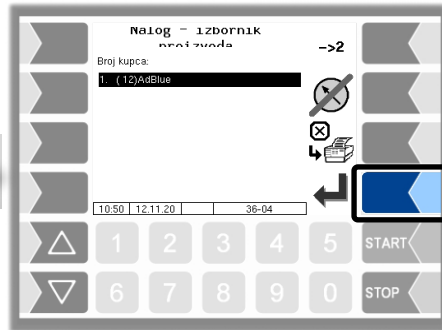 Nalog - izbornik
proizvoda
->2
Broj kupca:
1. ( 12)AdBlue
10:50 12.11.20 36-04
1 2 3 4 5 START
6 7 8 9 0 STOP